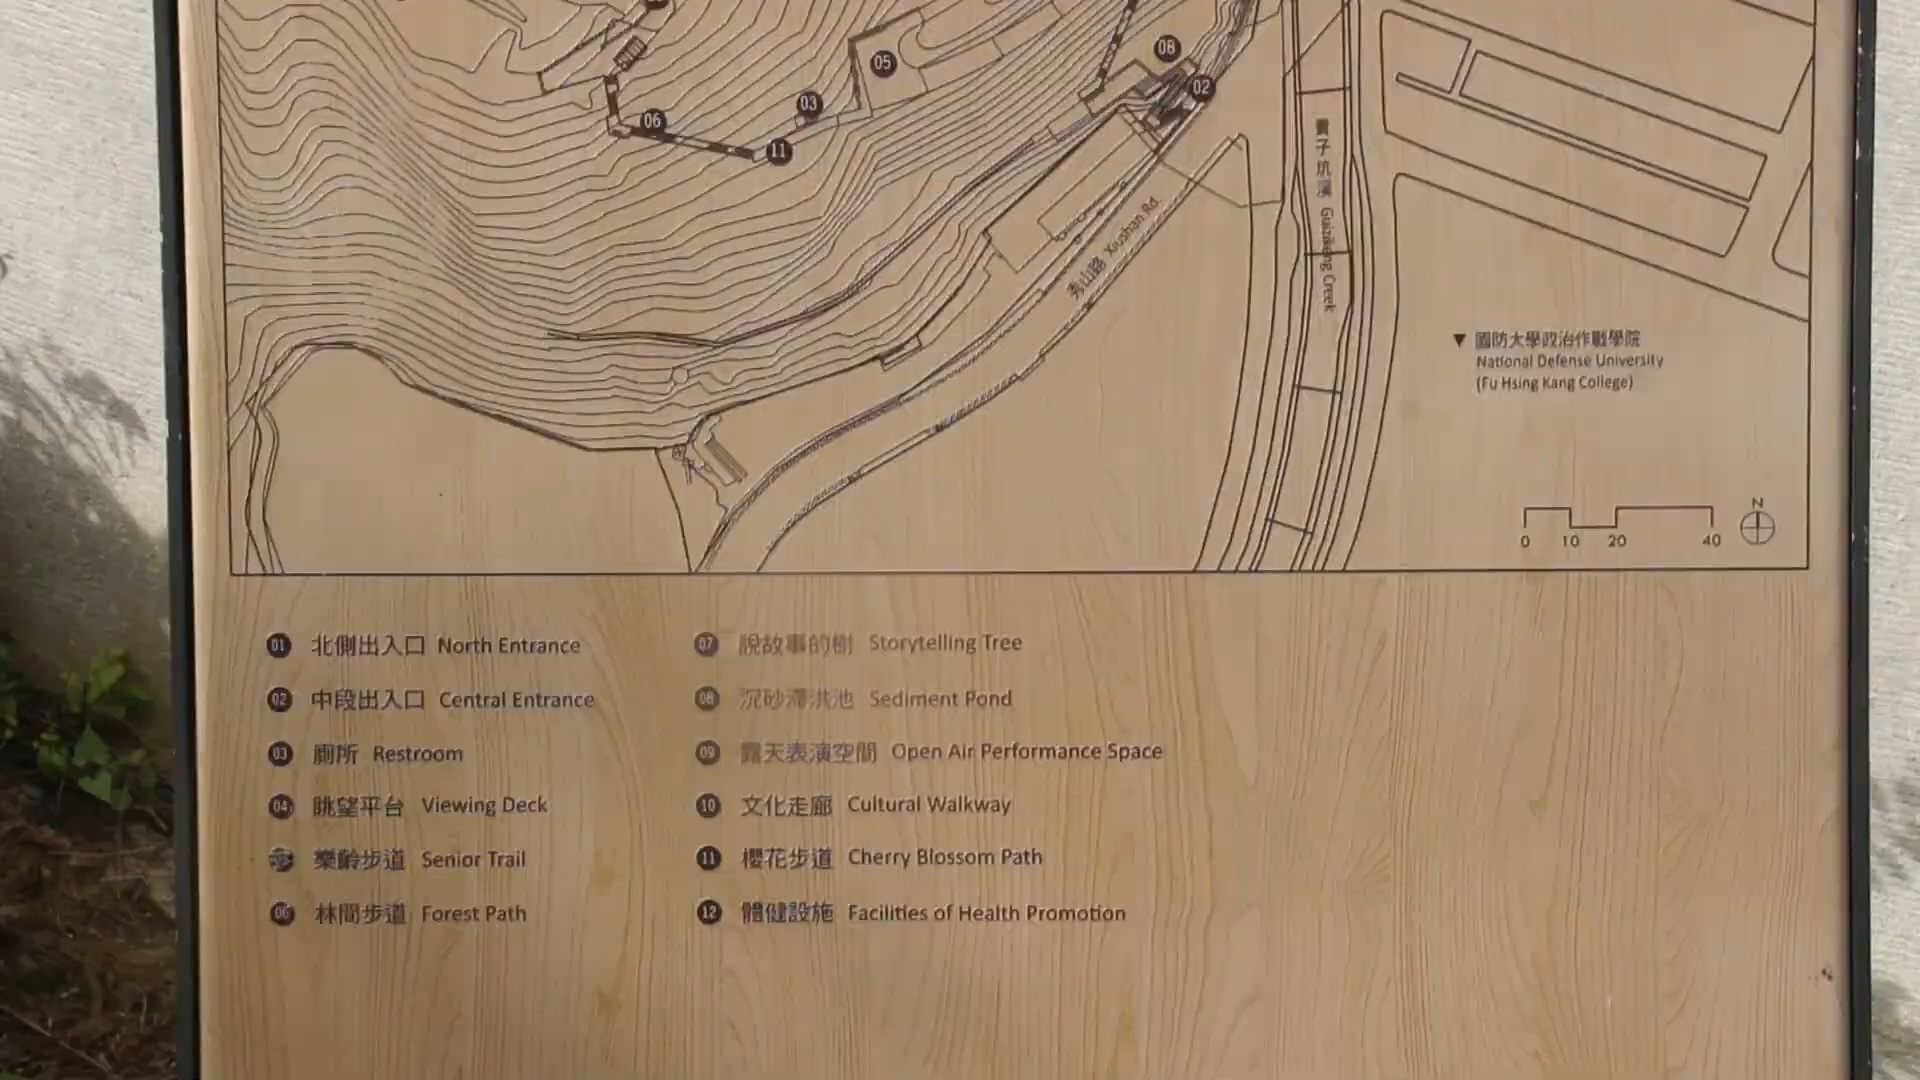 08
05
02
03
06
11
貴子坑溪 Guizikeng Creek
秀山路 Xiushan Rd.
▼ 國防大學政治作戰學院
National Defense University
(Fu Hsing Kang College)
N
0 10 20 40
01 北側出入口 North Entrance
02 中段出入口 Central Entrance
03 廁所 Restroom
04 眺望平台 Viewing Deck
樂齡步道 Senior Trail
06 林間步道 Forest Path
07 說故事的樹 Storytelling Tree
08 沉砂滯洪池 Sediment Pond
09 露天表演空間 Open Air Performance Space
10 文化走廊 Cultural Walkway
11 櫻花步道 Cherry Blossom Path
12 體健設施 Facilities of Health Promotion